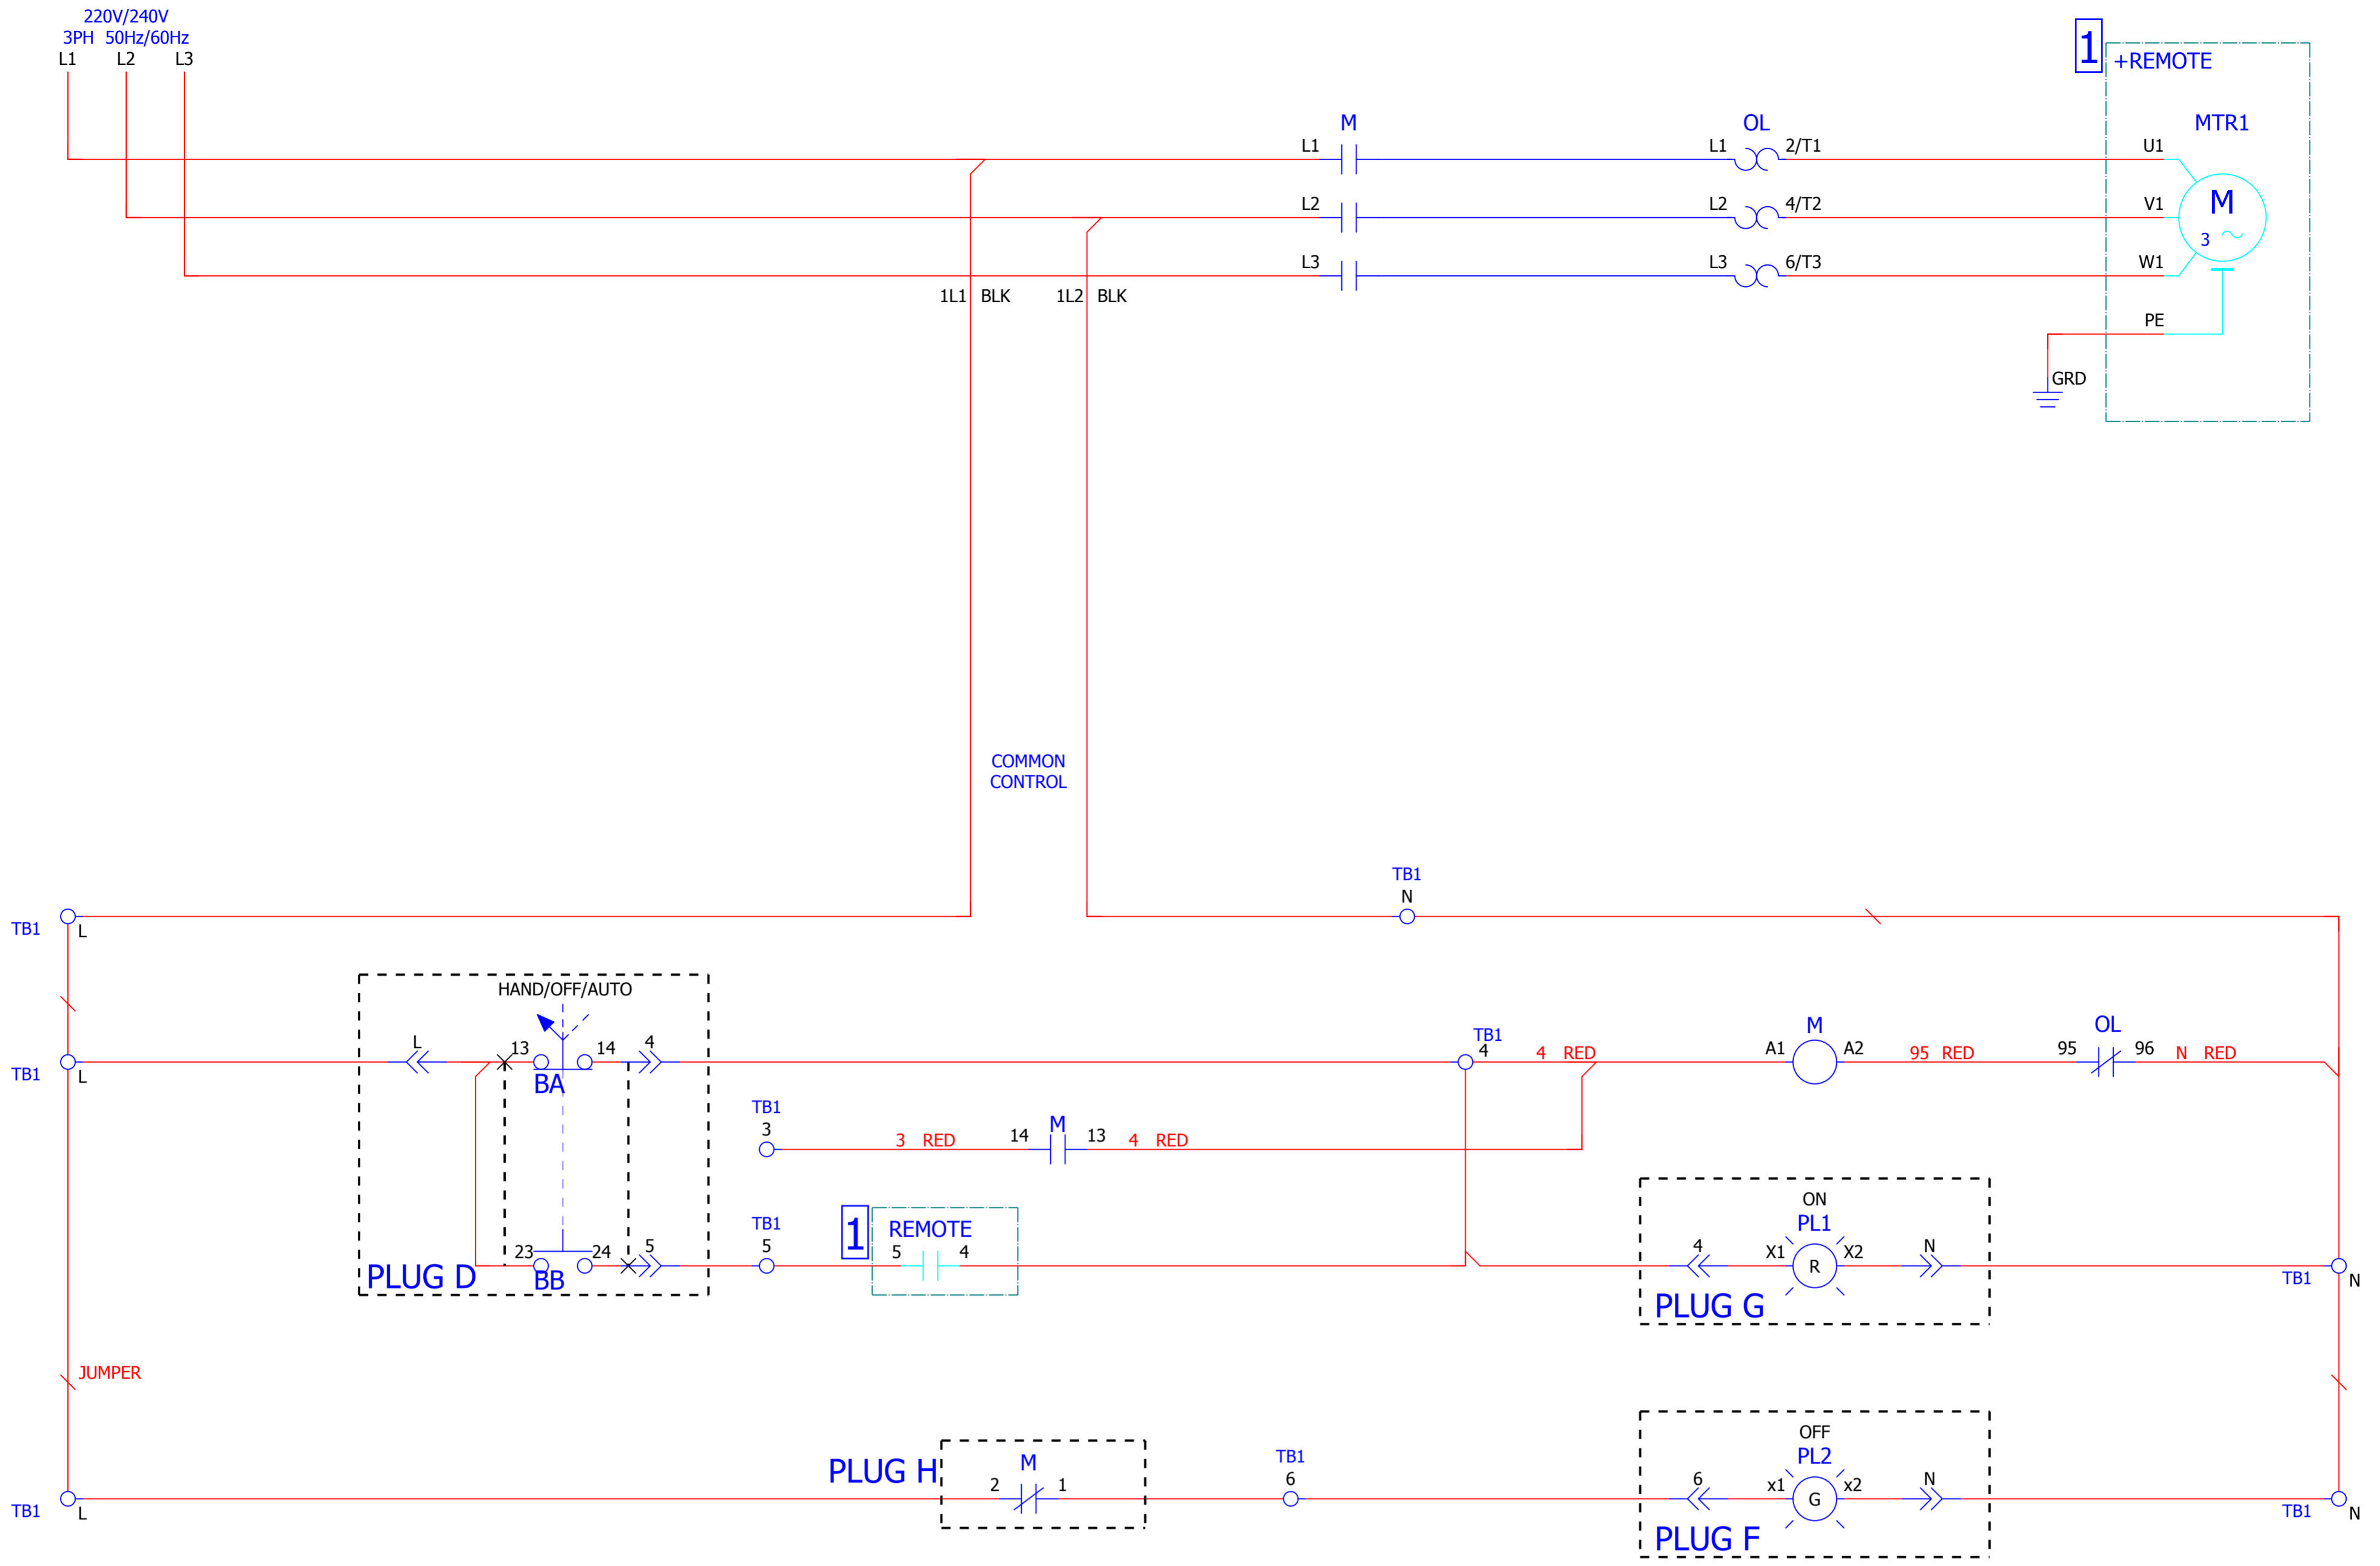 220V/240V
3PH 50Hz/60Hz
L1 L2 L3
1 +REMOTE
M OL MTR1
L1 L1 2/T1 U1
L2 L2 4/T2 V1
M
3
L3 L3 6/T3 W1
1L1 BLK 1L2 BLK
PE
GRD
COMMON
CONTROL
TB1
N
TB1 L
HAND/OFF/AUTO
L 13 14 4
TB1 L
BA
TB1
4 4 RED
M
A1 A2
95 RED
OL
95 96
N RED
TB1
3
3 RED
M
14 13
4 RED
23 24 5
BB
PLUG D
TB1
5
1 REMOTE
5 4
ON
PL1
4 X1 R X2 N
PLUG G
TB1 N
JUMPER
PLUG H
M
2 1
TB1
6
OFF
PL2
6 x1 G x2 N
PLUG F
TB1 L
TB1 N